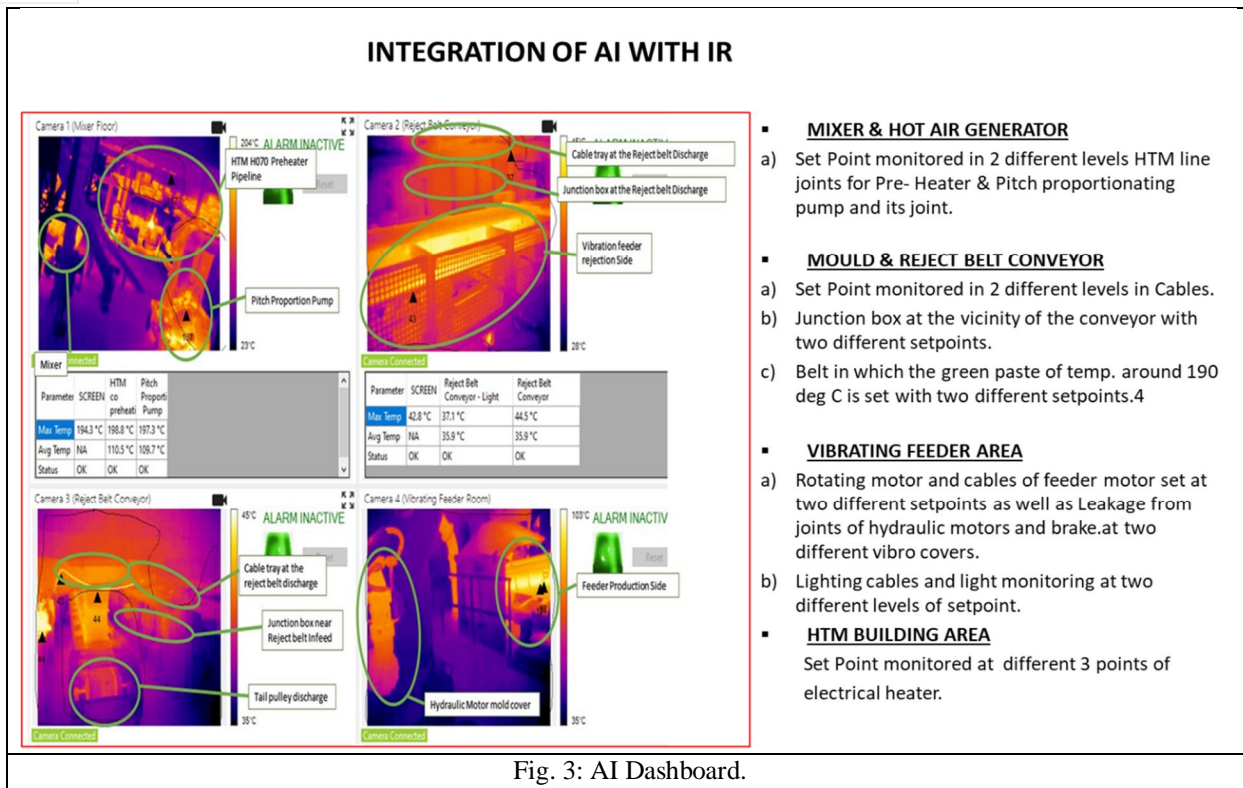 INTEGRATION OF AI WITH IR
Camera 1 (Mixer Floor)
204°C ALARM INACTIVE
HTM H070 Preheater
Pipeline
Reset
Pitch Proportion Pump
23°C
Mixer
Parameter SCREEN HTM co preheati Pitch Proporti Pump
Max Temp 194.3 °C 198.8 °C 197.3 °C
Avg Temp NA 110.5 °C 109.7 °C
Status OK OK OK
Camera 2 (Reject Belt Conveyor)
Cable tray at the Reject belt Discharge
37
Junction box at the Reject belt Discharge
Vibration feeder
rejection Side
43
28°C
Camera Connected
Parameter SCREEN Reject Belt Conveyor - Light Reject Belt Conveyor
Max Temp 42.8 °C 37.1 °C 44.5 °C
Avg Temp NA 35.9 °C 35.9 °C
Status OK OK OK
Camera 3 (Reject Belt Conveyor)
45°C ALARM INACTIVE
Reset
Cable tray at the
reject belt discharge
44
Junction box near
Reject belt Infeed
44
Tail pulley discharge
35°C
Camera Connected
Camera 4 (Vibrating Feeder Room)
103°C ALARM INACTIV
Reset
Feeder Production Side
Hydraulic Motor mold cover
35°C
Camera Connected
▪ MIXER & HOT AIR GENERATOR
a) Set Point monitored in 2 different levels HTM line
joints for Pre- Heater & Pitch proportionating
pump and its joint.
▪ MOULD & REJECT BELT CONVEYOR
a) Set Point monitored in 2 different levels in Cables.
b) Junction box at the vicinity of the conveyor with
two different setpoints.
c) Belt in which the green paste of temp. around 190
deg C is set with two different setpoints.4
▪ VIBRATING FEEDER AREA
a) Rotating motor and cables of feeder motor set at
two different setpoints as well as Leakage from
joints of hydraulic motors and brake.at two
different vibro covers.
b) Lighting cables and light monitoring at two
different levels of setpoint.
▪ HTM BUILDING AREA
Set Point monitored at different 3 points of
electrical heater.
Fig. 3: AI Dashboard.